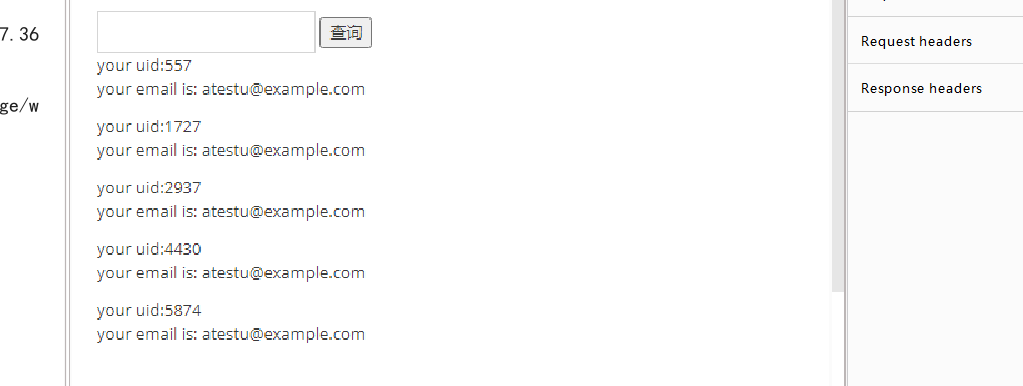 7.36
ge/w
查询
your uid:557
your email is: atestu@example.com
your uid:1727
your email is: atestu@example.com
your uid:2937
your email is: atestu@example.com
your uid:4430
your email is: atestu@example.com
your uid:5874
your email is: atestu@example.com
Request headers
Response headers